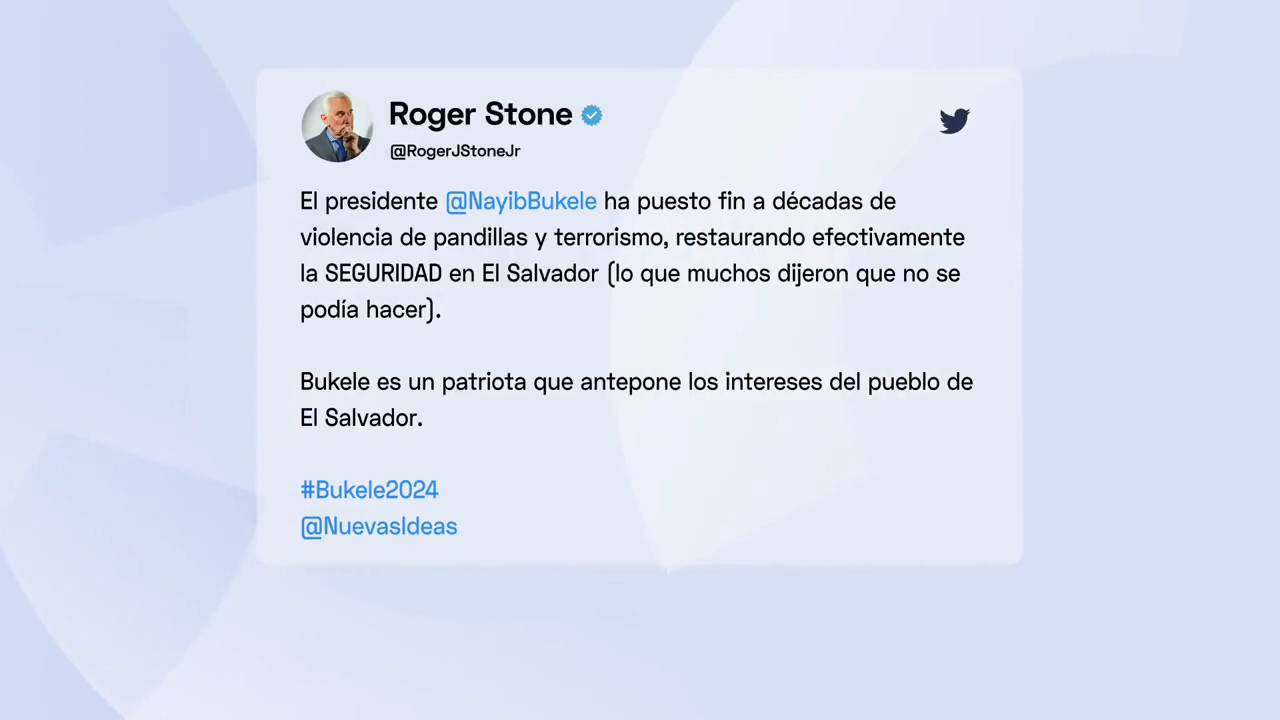 Roger Stone
@RogerJStoneJr
El presidente @NayibBukele ha puesto fin a décadas de
violencia de pandillas y terrorismo, restaurando efectivamente
la SEGURIDAD en El Salvador (lo que muchos dijeron que no se
podía hacer).
Bukele es un patriota que antepone los intereses del pueblo de
El Salvador.
#Bukele2024
@NuevasIdeas